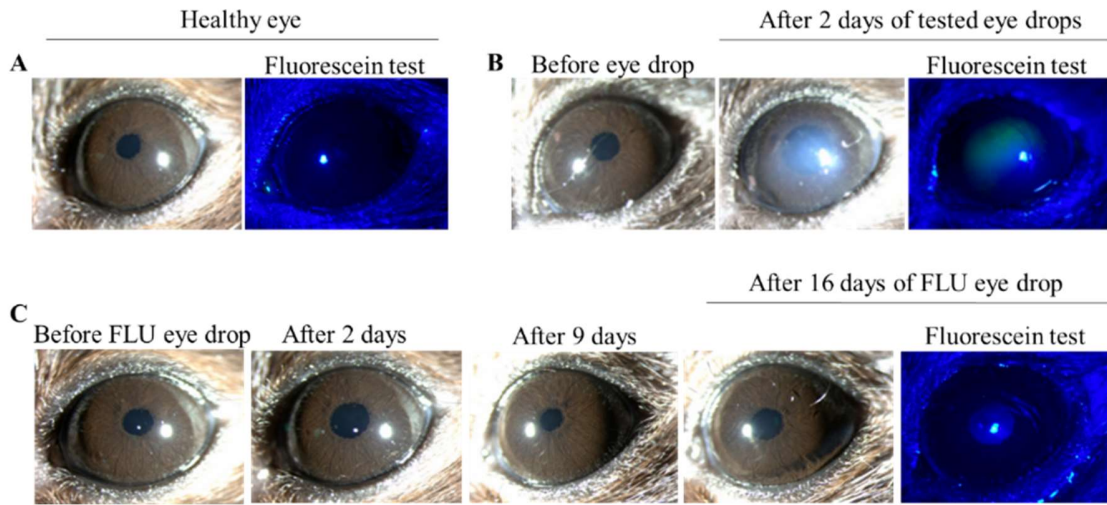 Healthy eye
After 2 days of tested eye drops
A
Fluorescein test
B
Before eye drop
Fluorescein test
After 16 days of FLU eye drop
C
Before FLU eye drop
After 2 days
After 9 days
Fluorescein test